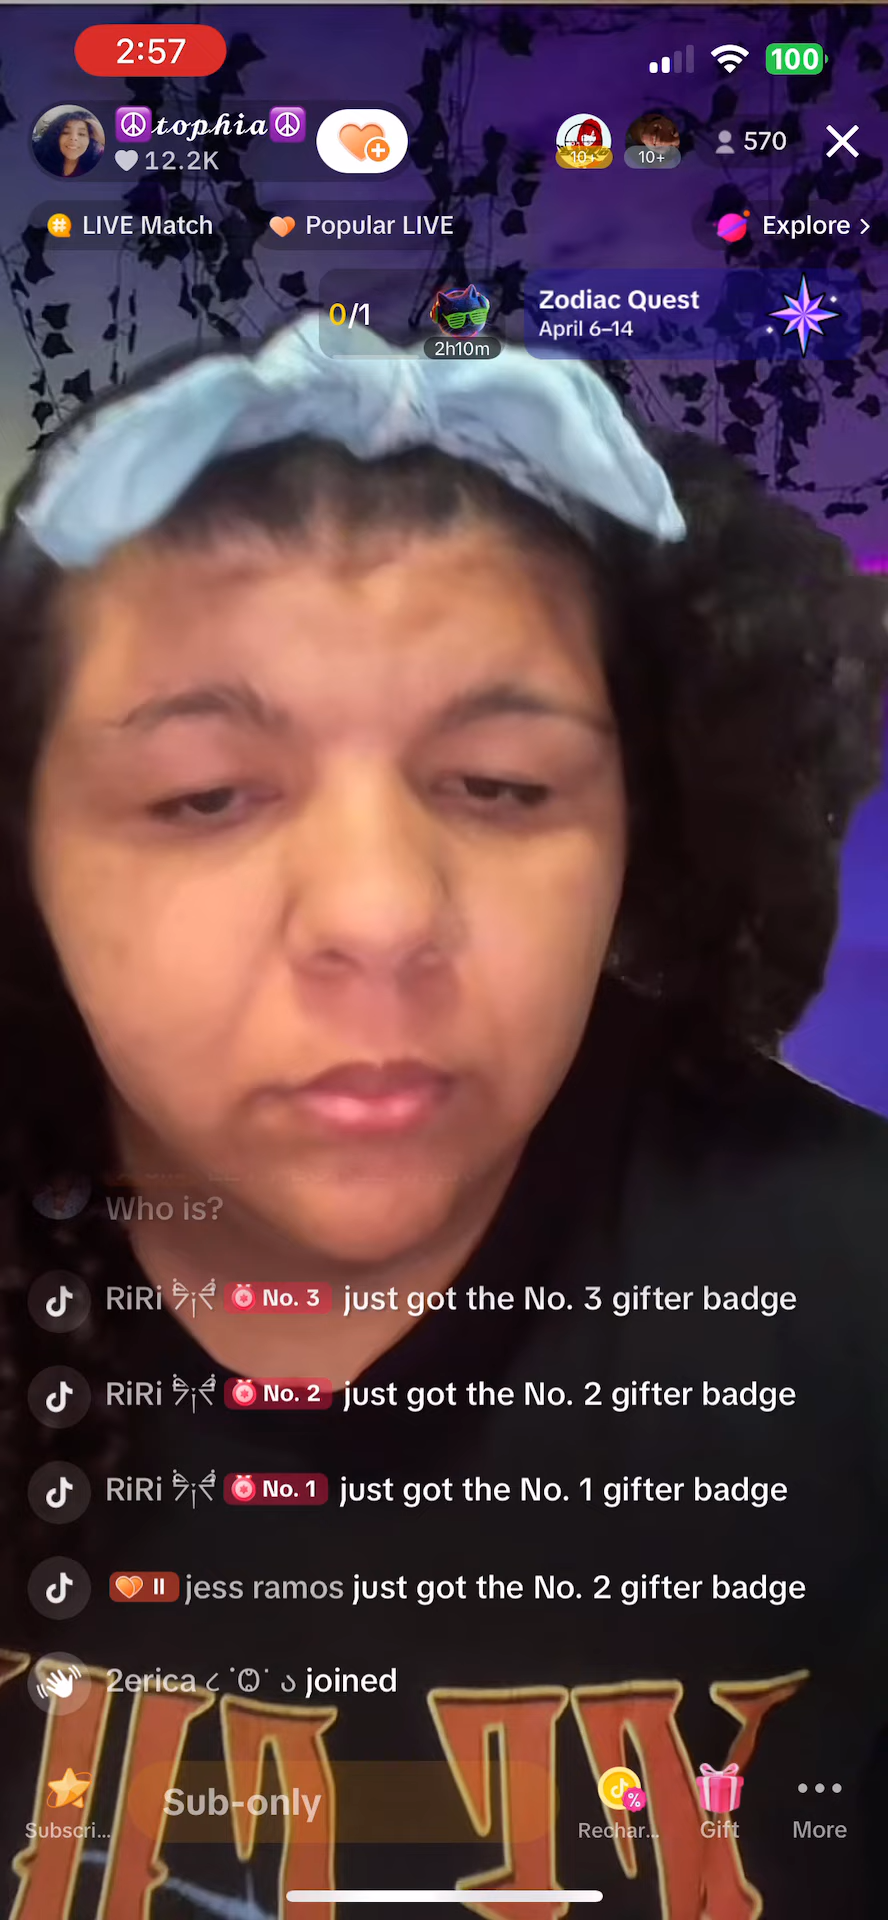 2:57
100
☮️𝓽𝓸𝓹𝓱𝓲𝓪☮️
12.2K
10+
10+
570
LIVE Match
Popular LIVE
Explore >
0/1
2h10m
Zodiac Quest
April 6–14
Who is?
RiRi No. 3 just got the No. 3 gifter badge
RiRi No. 2 just got the No. 2 gifter badge
RiRi No. 1 just got the No. 1 gifter badge
II jess ramos just got the No. 2 gifter badge
2erica joined
Subscri...
Sub-only
Rechar...
Gift
More